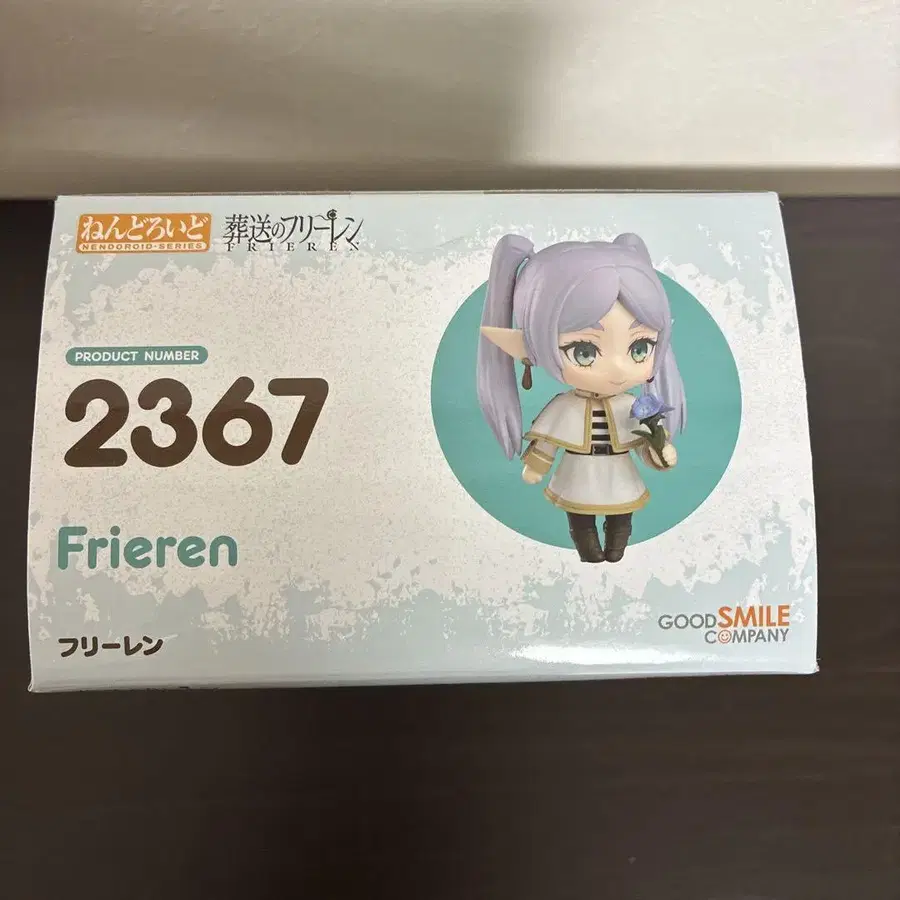 ねんどろいど
NENDOROID-SERIES
葬送のフリーレン
FRIEREN
PRODUCT NUMBER
2367
Frieren
フリーレン
GOOD SMILE
COMPANY